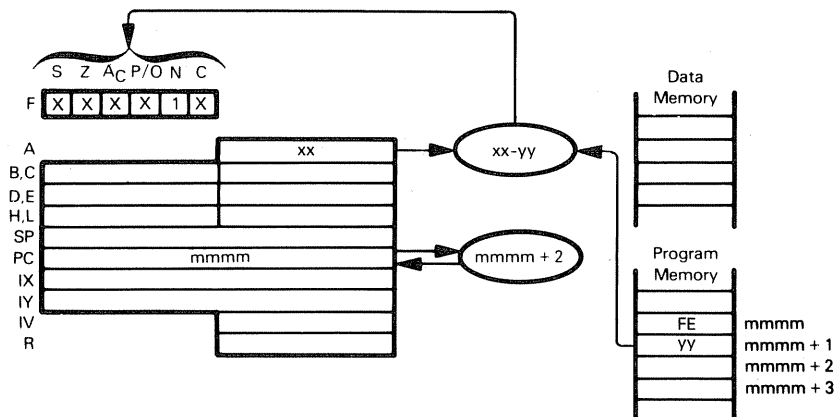 S Z AC P/O N C
F X X X X 1 X
A xx
B,C
D,E
H,L
SP
PC mmmm
IX
IY
IV
R
xx-yy
mmmm + 2
Data
Memory
Program
Memory
FE mmmm
yy mmmm + 1
mmmm + 2
mmmm + 3